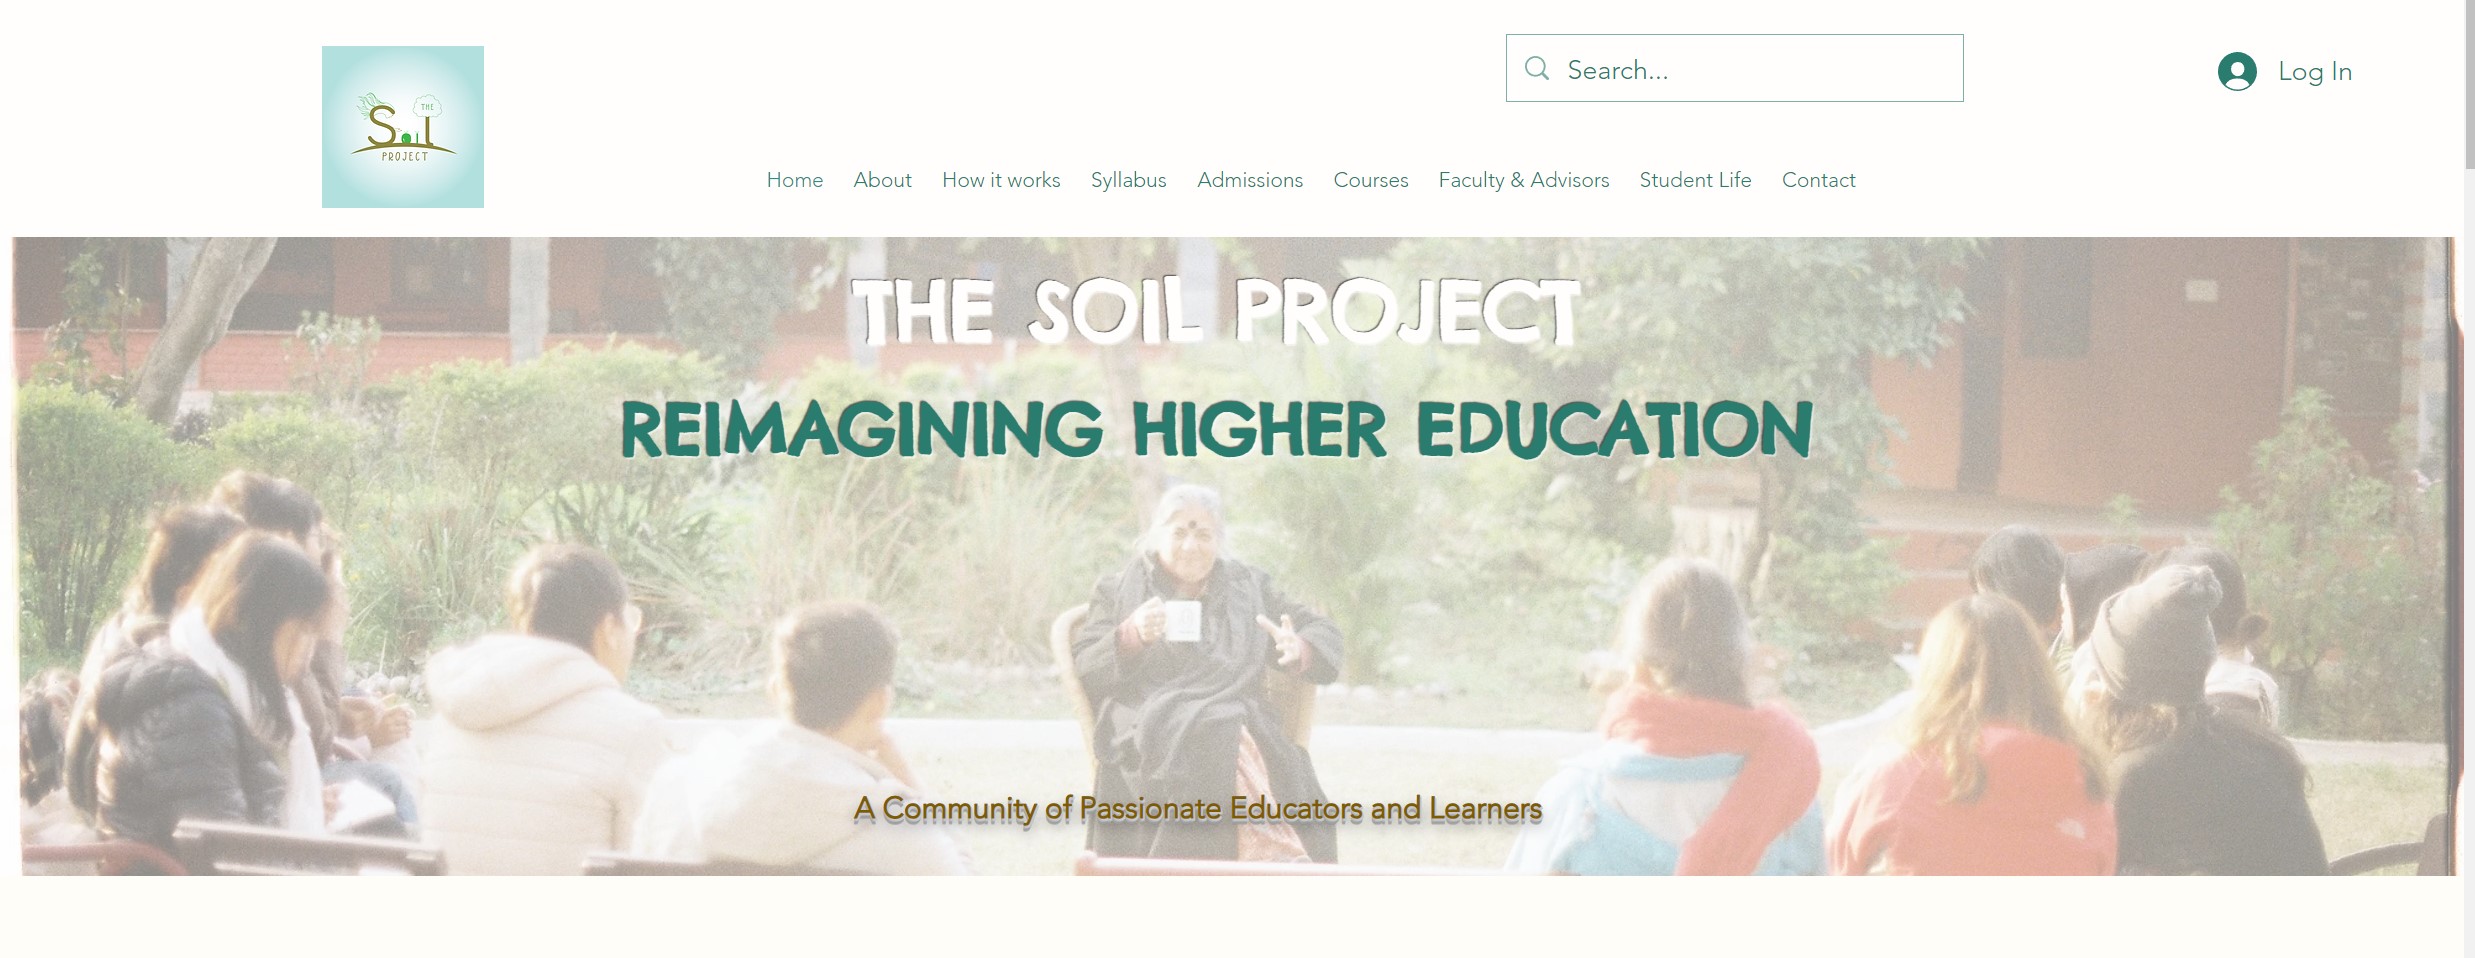 THE
Soil
PROJECT
Search...
Log In
Home About How it works Syllabus Admissions Courses Faculty & Advisors Student Life Contact
THE SOIL PROJECT
REIMAGINING HIGHER EDUCATION
A Community of Passionate Educators and Learners